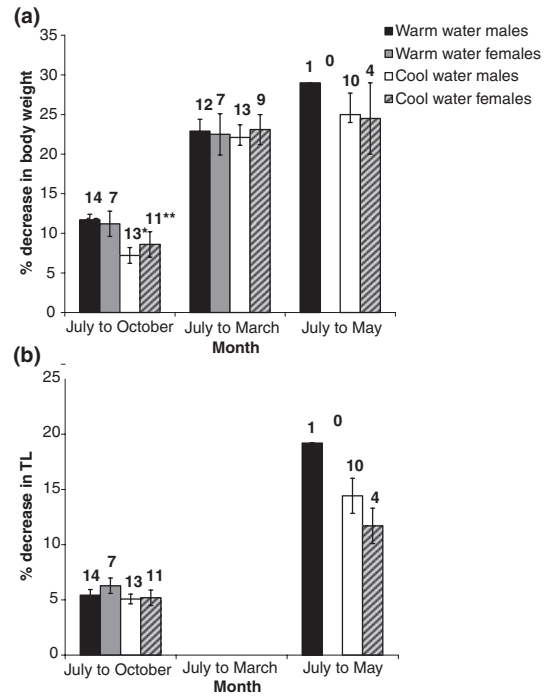 (a)
35
30
25
20
15
10
5
0
% decrease in body weight
Warm water males
Warm water females
Cool water males
Cool water females
14 7 13* 11**
12 7 13 9
1 0 10 4
July to October July to March July to May
Month
(b)
25
20
15
10
5
0
% decrease in TL
14 7 13 11
1 0 10 4
July to October July to March July to May
Month